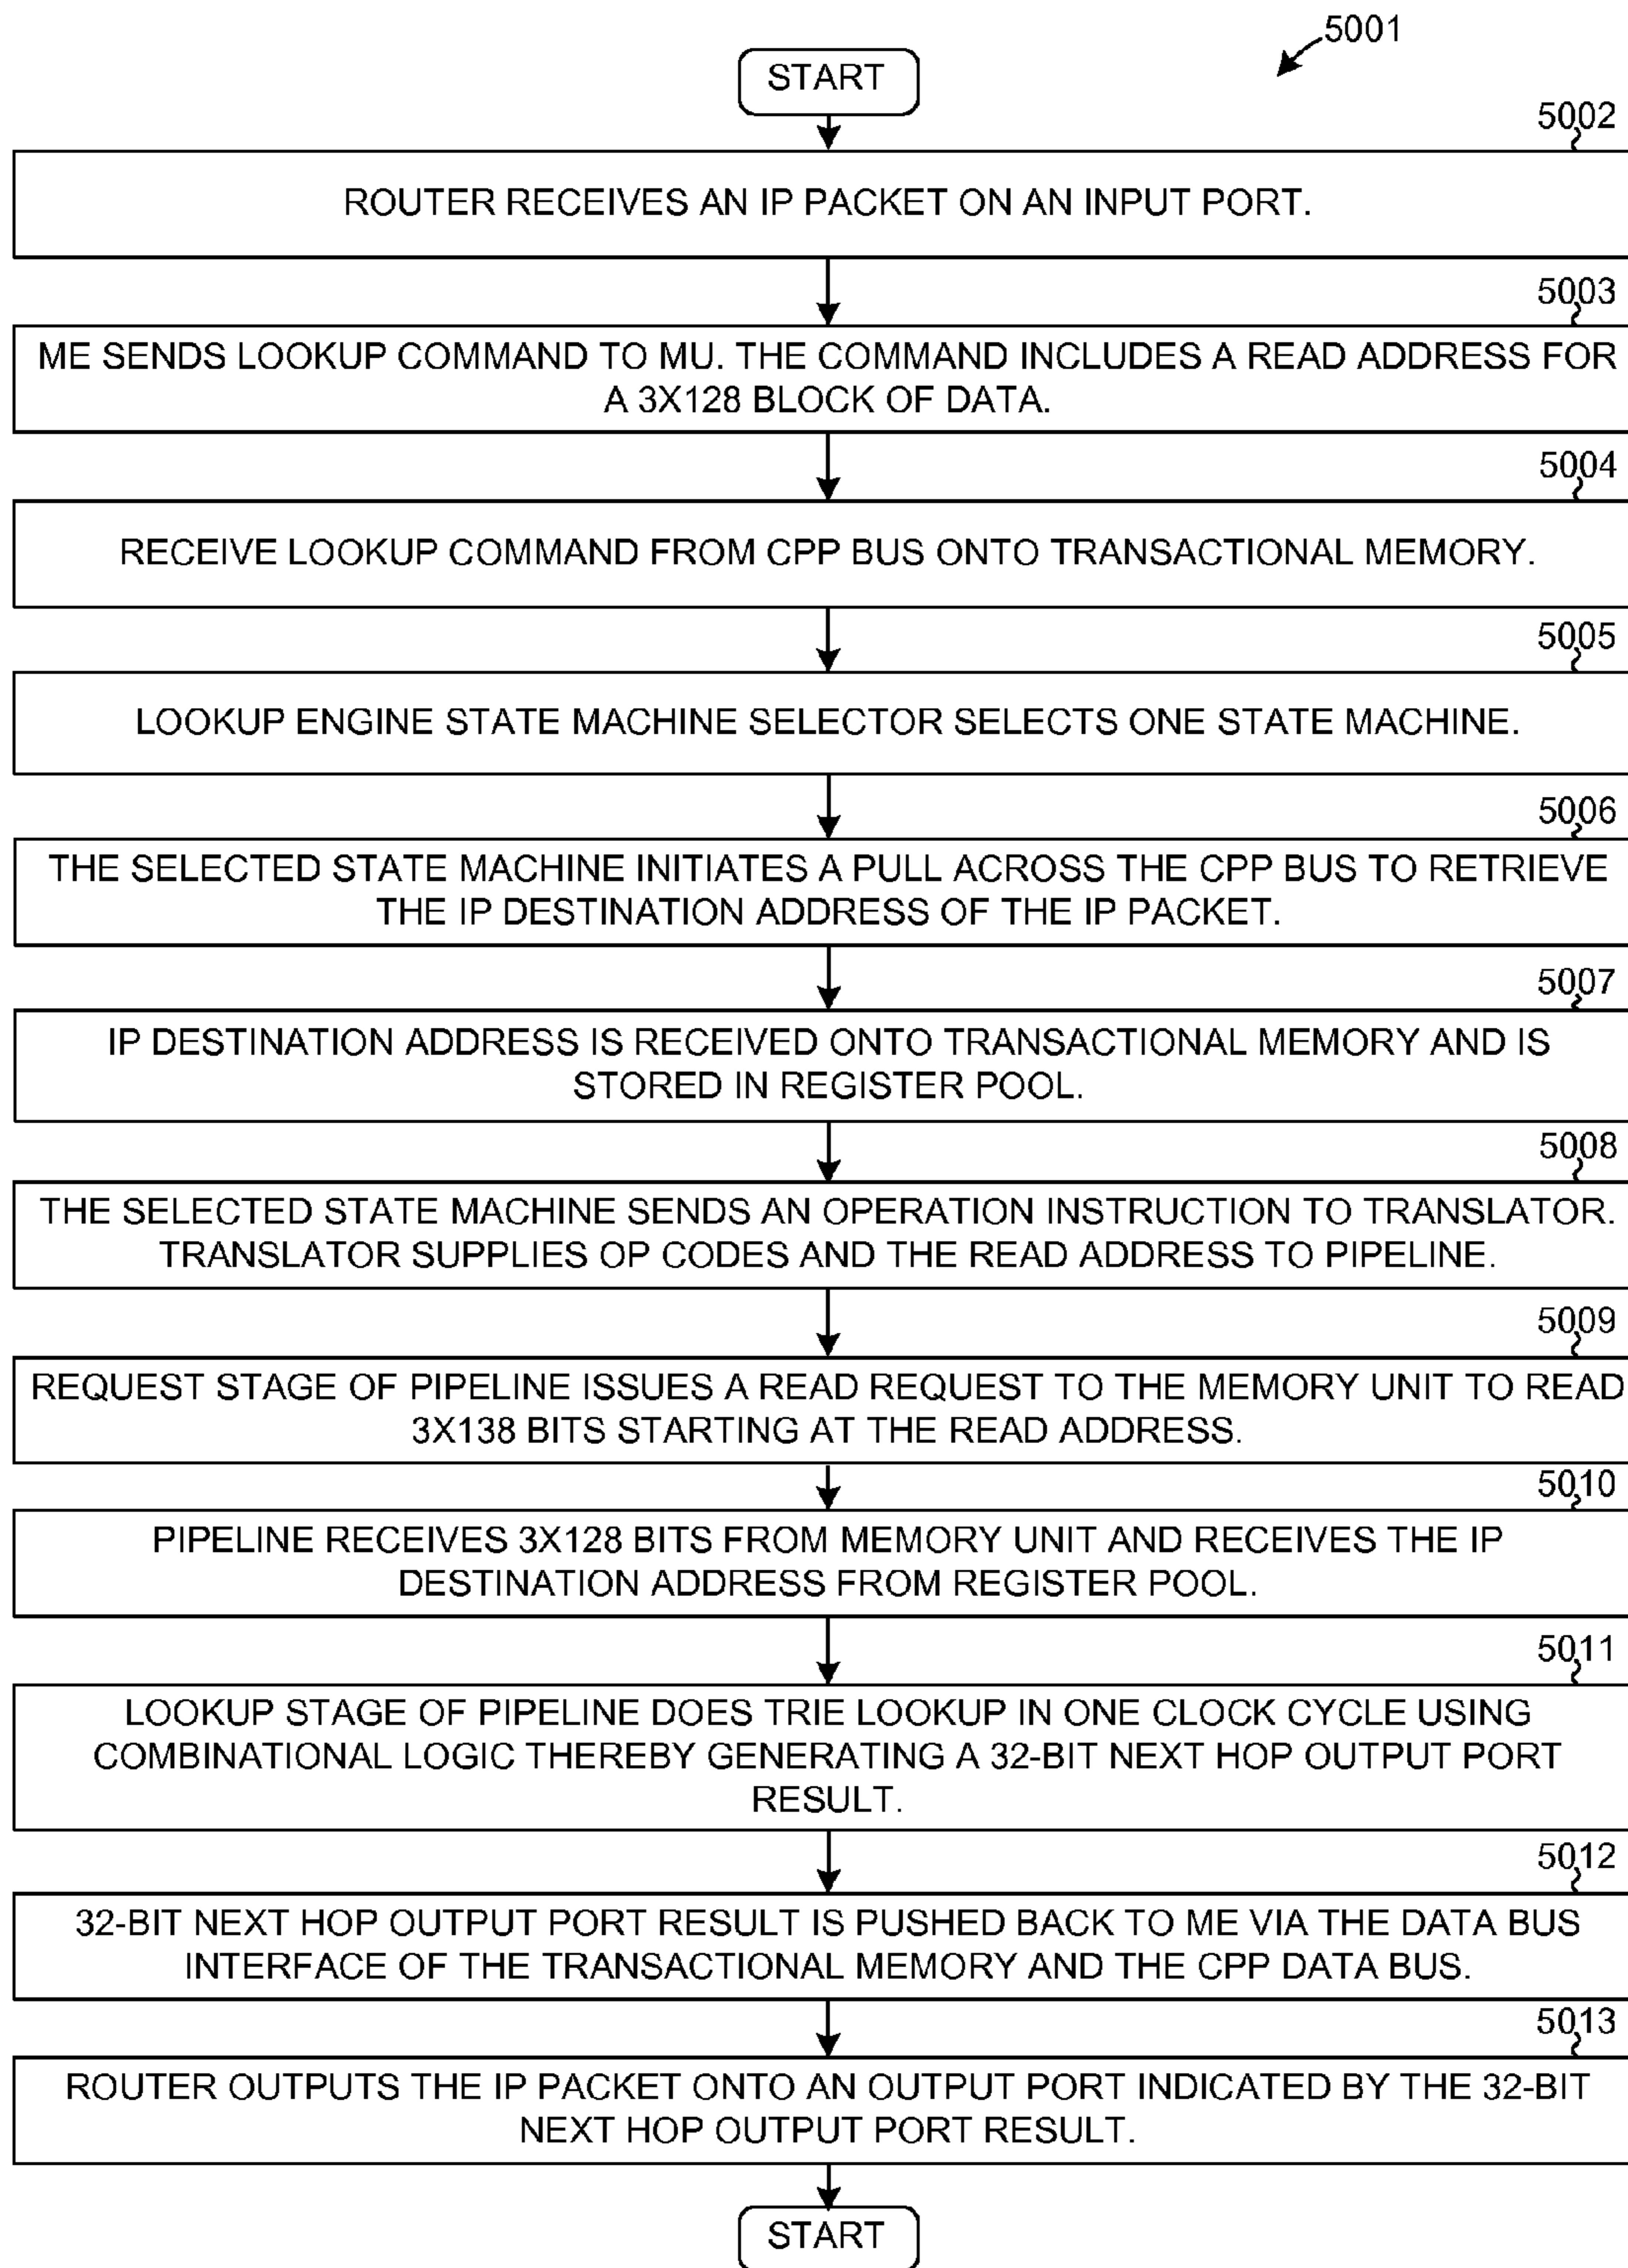 5001
START
5002
ROUTER RECEIVES AN IP PACKET ON AN INPUT PORT.
5003
ME SENDS LOOKUP COMMAND TO MU. THE COMMAND INCLUDES A READ ADDRESS FOR
A 3X128 BLOCK OF DATA.
5004
RECEIVE LOOKUP COMMAND FROM CPP BUS ONTO TRANSACTIONAL MEMORY.
5005
LOOKUP ENGINE STATE MACHINE SELECTOR SELECTS ONE STATE MACHINE.
5006
THE SELECTED STATE MACHINE INITIATES A PULL ACROSS THE CPP BUS TO RETRIEVE
THE IP DESTINATION ADDRESS OF THE IP PACKET.
5007
IP DESTINATION ADDRESS IS RECEIVED ONTO TRANSACTIONAL MEMORY AND IS
STORED IN REGISTER POOL.
5008
THE SELECTED STATE MACHINE SENDS AN OPERATION INSTRUCTION TO TRANSLATOR.
TRANSLATOR SUPPLIES OP CODES AND THE READ ADDRESS TO PIPELINE.
5009
REQUEST STAGE OF PIPELINE ISSUES A READ REQUEST TO THE MEMORY UNIT TO READ
3X138 BITS STARTING AT THE READ ADDRESS.
5010
PIPELINE RECEIVES 3X128 BITS FROM MEMORY UNIT AND RECEIVES THE IP
DESTINATION ADDRESS FROM REGISTER POOL.
5011
LOOKUP STAGE OF PIPELINE DOES TRIE LOOKUP IN ONE CLOCK CYCLE USING
COMBINATIONAL LOGIC THEREBY GENERATING A 32-BIT NEXT HOP OUTPUT PORT
RESULT.
5012
32-BIT NEXT HOP OUTPUT PORT RESULT IS PUSHED BACK TO ME VIA THE DATA BUS
INTERFACE OF THE TRANSACTIONAL MEMORY AND THE CPP DATA BUS.
5013
ROUTER OUTPUTS THE IP PACKET ONTO AN OUTPUT PORT INDICATED BY THE 32-BIT
NEXT HOP OUTPUT PORT RESULT.
START